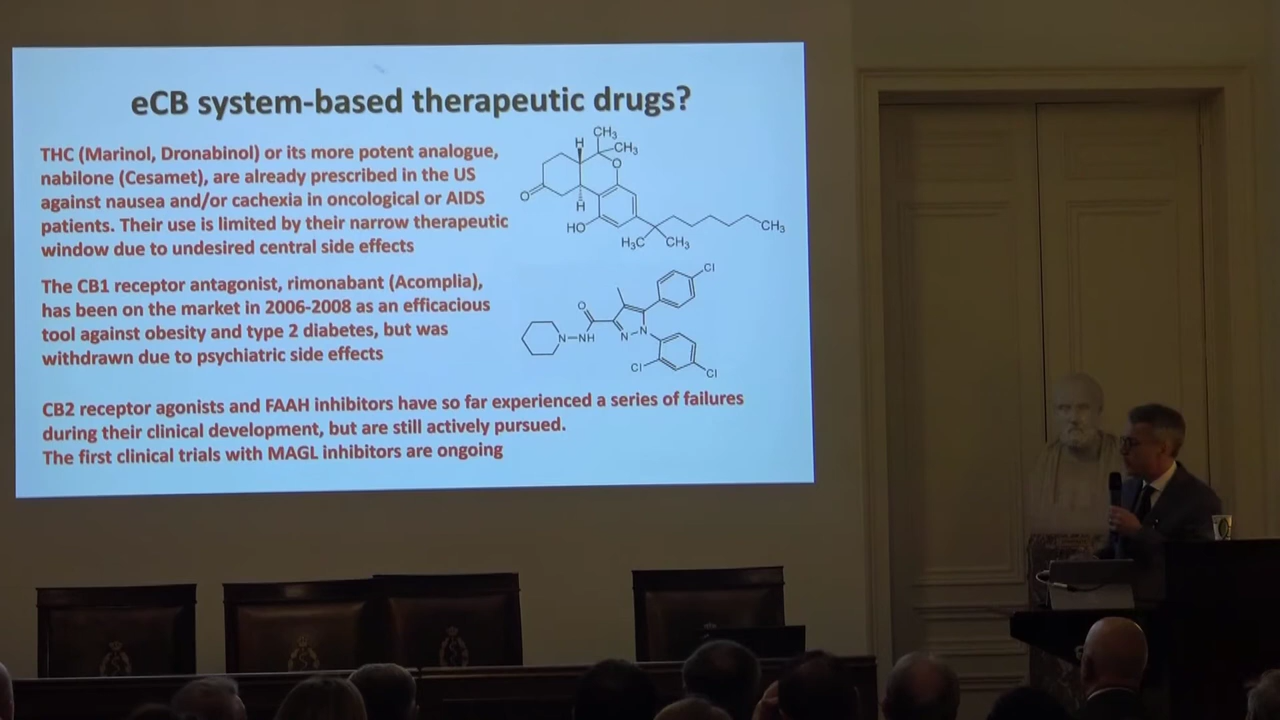 eCB system-based therapeutic drugs?
THC (Marinol, Dronabinol) or its more potent analogue,
nabilone (Cesamet), are already prescribed in the US
against nausea and/or cachexia in oncological or AIDS
patients. Their use is limited by their narrow therapeutic
window due to undesired central side effects
CH₃
H
CH₃
O
O
H
HO
CH₃
H₃C
CH₃
The CB1 receptor antagonist, rimonabant (Acomplia),
has been on the market in 2006-2008 as an efficacious
tool against obesity and type 2 diabetes, but was
withdrawn due to psychiatric side effects
Cl
O
N–NH
N
N
Cl
Cl
CB2 receptor agonists and FAAH inhibitors have so far experienced a series of failures
during their clinical development, but are still actively pursued.
The first clinical trials with MAGL inhibitors are ongoing